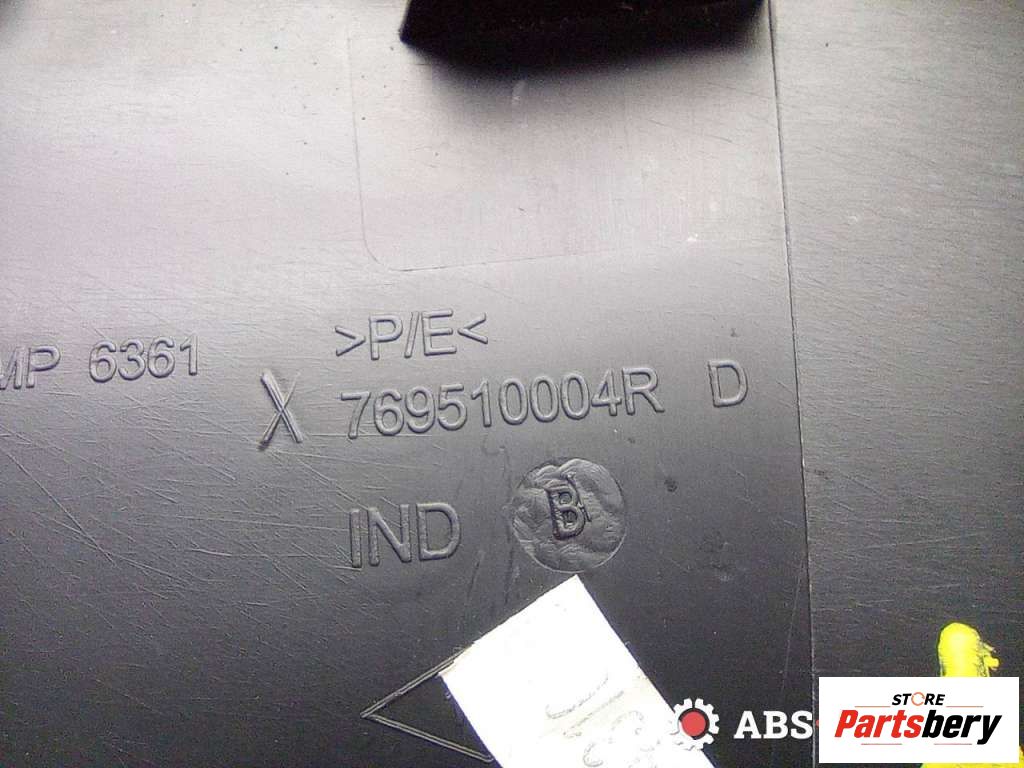 >P/E<
MP 6361
X 769510004R D
IND B
ABS
STORE
Partsbery